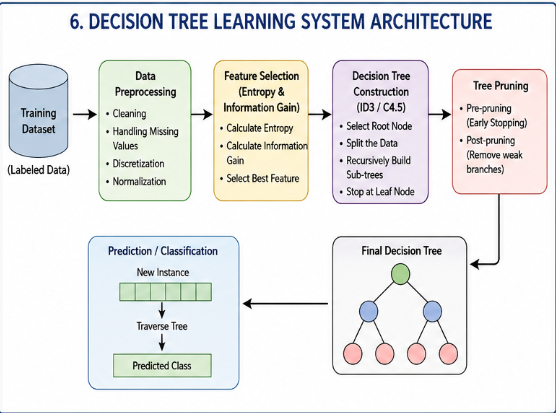 6. DECISION TREE LEARNING SYSTEM ARCHITECTURE
Training
Dataset
(Labeled Data)
Data
Preprocessing
• Cleaning
• Handling Missing
Values
• Discretization
• Normalization
Feature Selection
(Entropy &
Information Gain)
• Calculate Entropy
• Calculate Information
Gain
• Select Best Feature
Decision Tree
Construction
(ID3 / C4.5)
• Select Root Node
• Split the Data
• Recursively Build
Sub-trees
• Stop at Leaf Node
Tree Pruning
• Pre-pruning
(Early Stopping)
• Post-pruning
(Remove weak
branches)
Prediction / Classification
New Instance
Traverse Tree
Predicted Class
Final Decision Tree